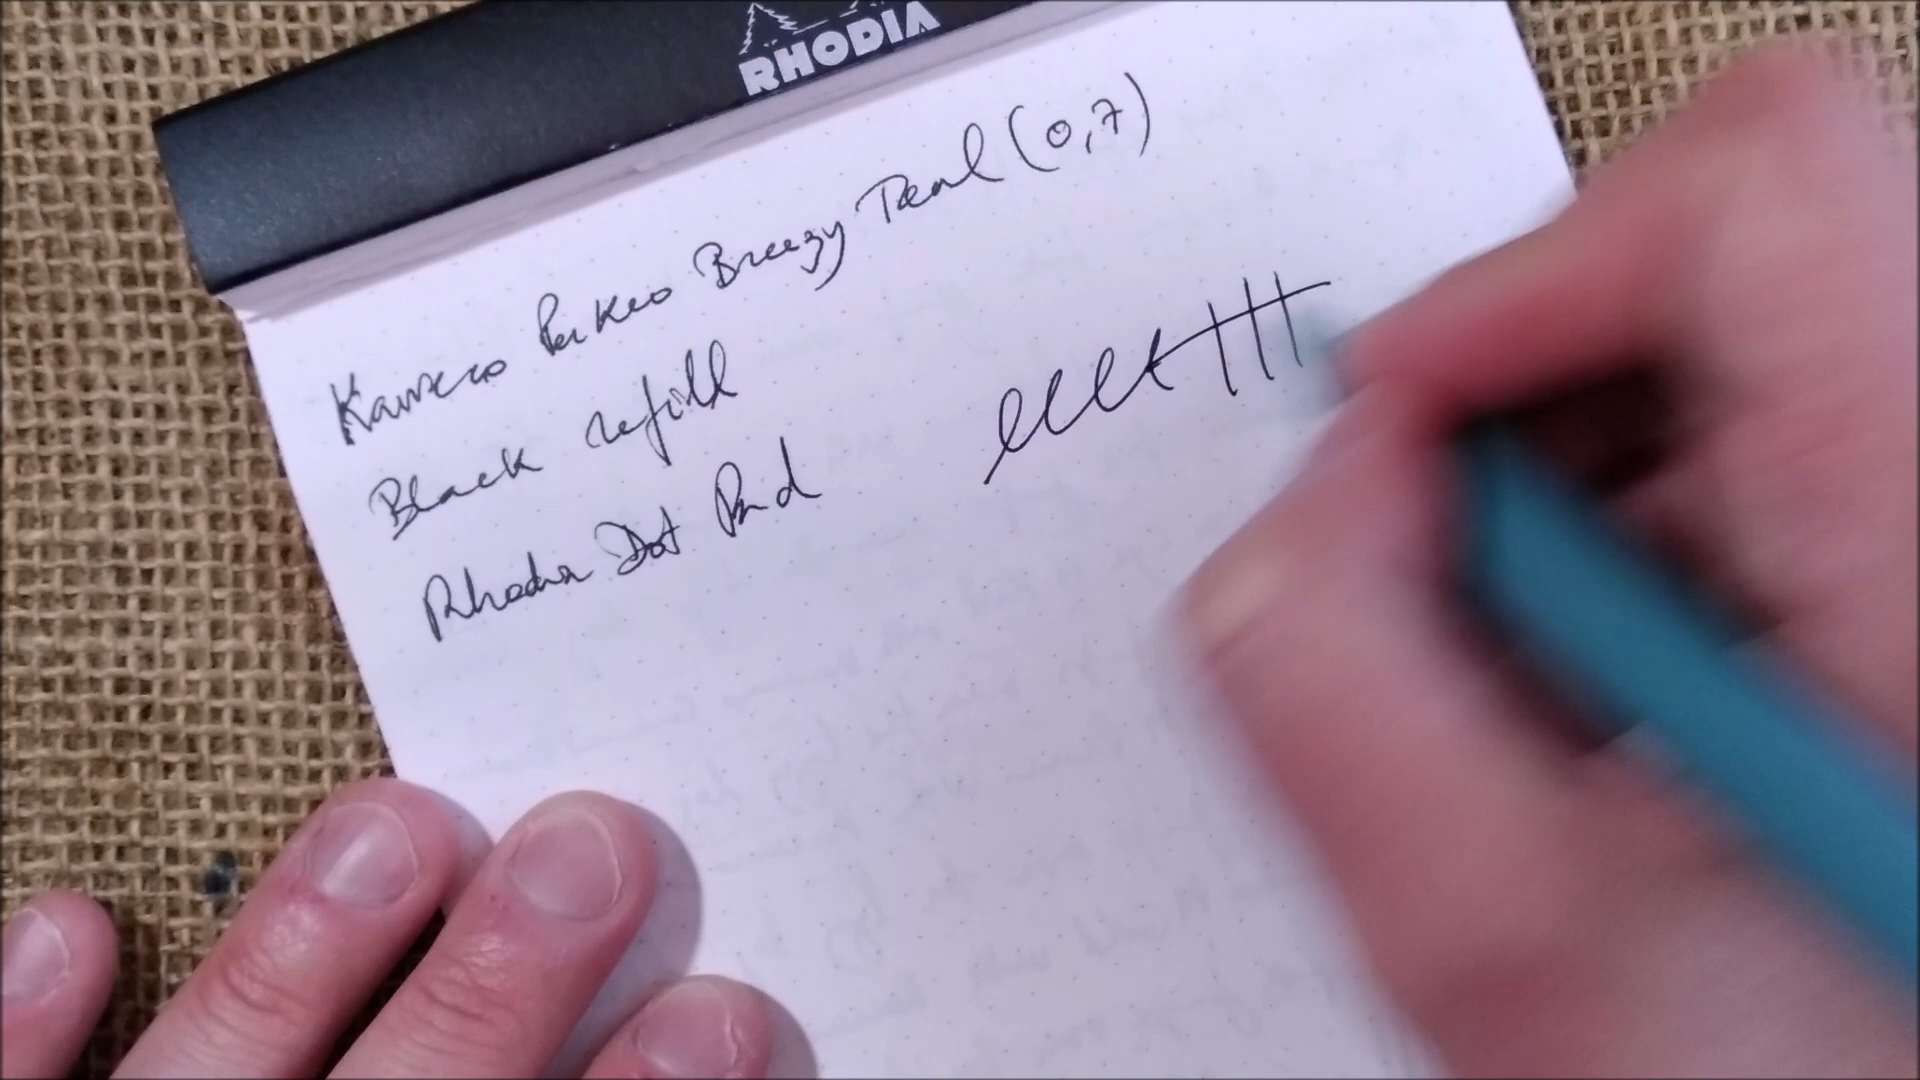 RHODIA
Kaweco Perkeo Breezy Teal (0,7)
Black refill
Rhodia Dot Pad